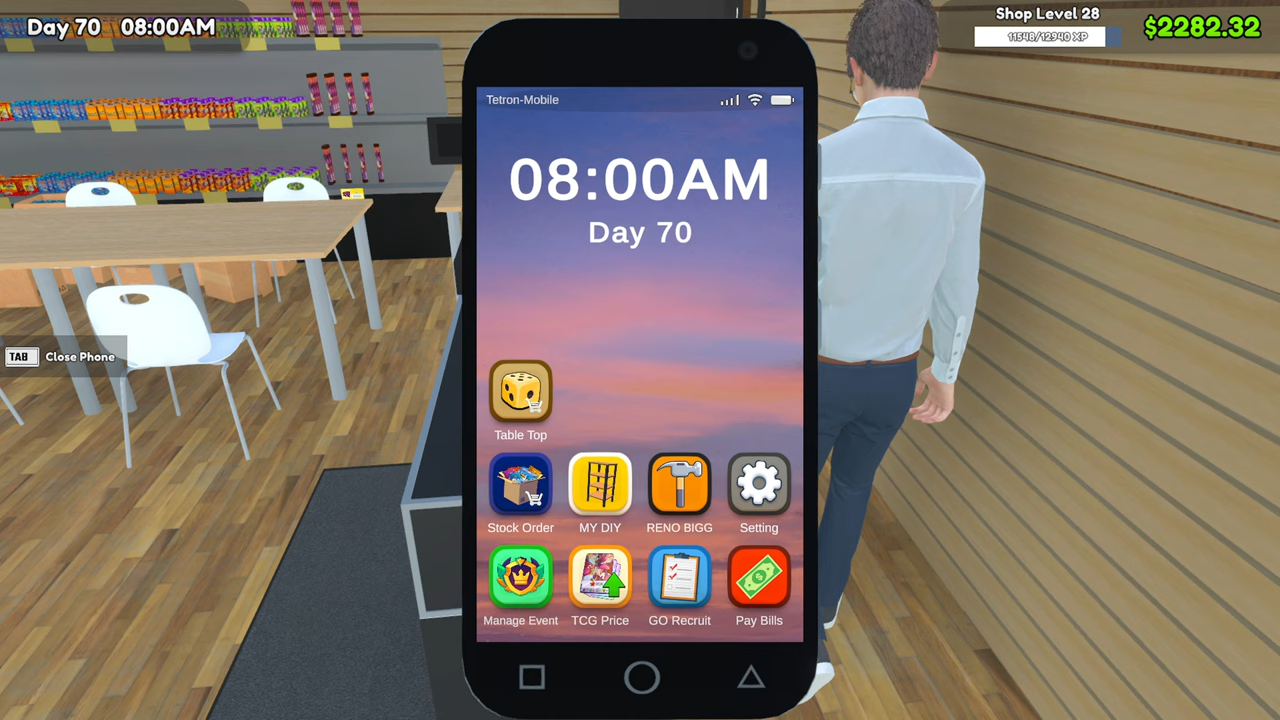 Day 70 08:00AM
Shop Level 28
11548/12940 XP
$2282.32
Tetron-Mobile
08:00AM
Day 70
TAB Close Phone
Table Top
Stock Order
MY DIY
RENO BIGG
Setting
Manage Event
TCG Price
GO Recruit
Pay Bills